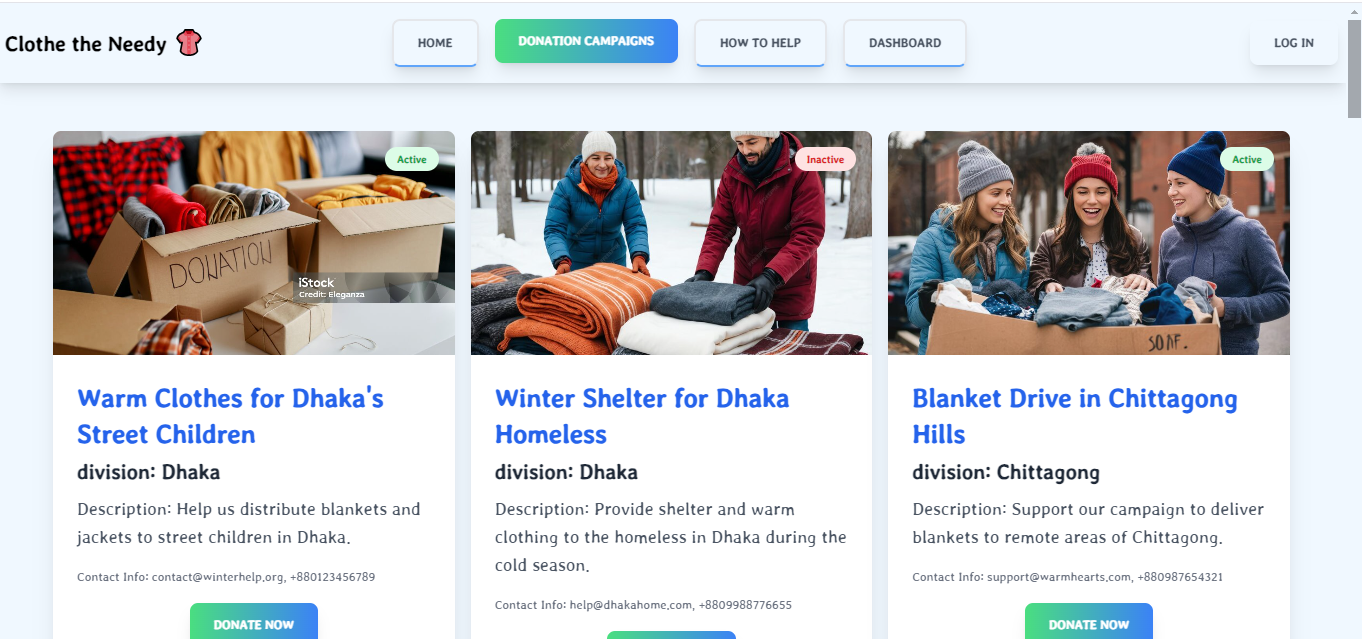 Clothe the Needy
HOME
DONATION CAMPAIGNS
HOW TO HELP
DASHBOARD
LOG IN
Active
DONATION
iStock
Credit: Eleganza
Inactive
Active
Warm Clothes for Dhaka's
Street Children
division: Dhaka
Description: Help us distribute blankets and
jackets to street children in Dhaka.
Contact Info: contact@winterhelp.org, +880123456789
DONATE NOW
Winter Shelter for Dhaka
Homeless
division: Dhaka
Description: Provide shelter and warm
clothing to the homeless in Dhaka during the
cold season.
Contact Info: help@dhakahome.com, +8809988776655
Blanket Drive in Chittagong
Hills
division: Chittagong
Description: Support our campaign to deliver
blankets to remote areas of Chittagong.
Contact Info: support@warmhearts.com, +880987654321
DONATE NOW